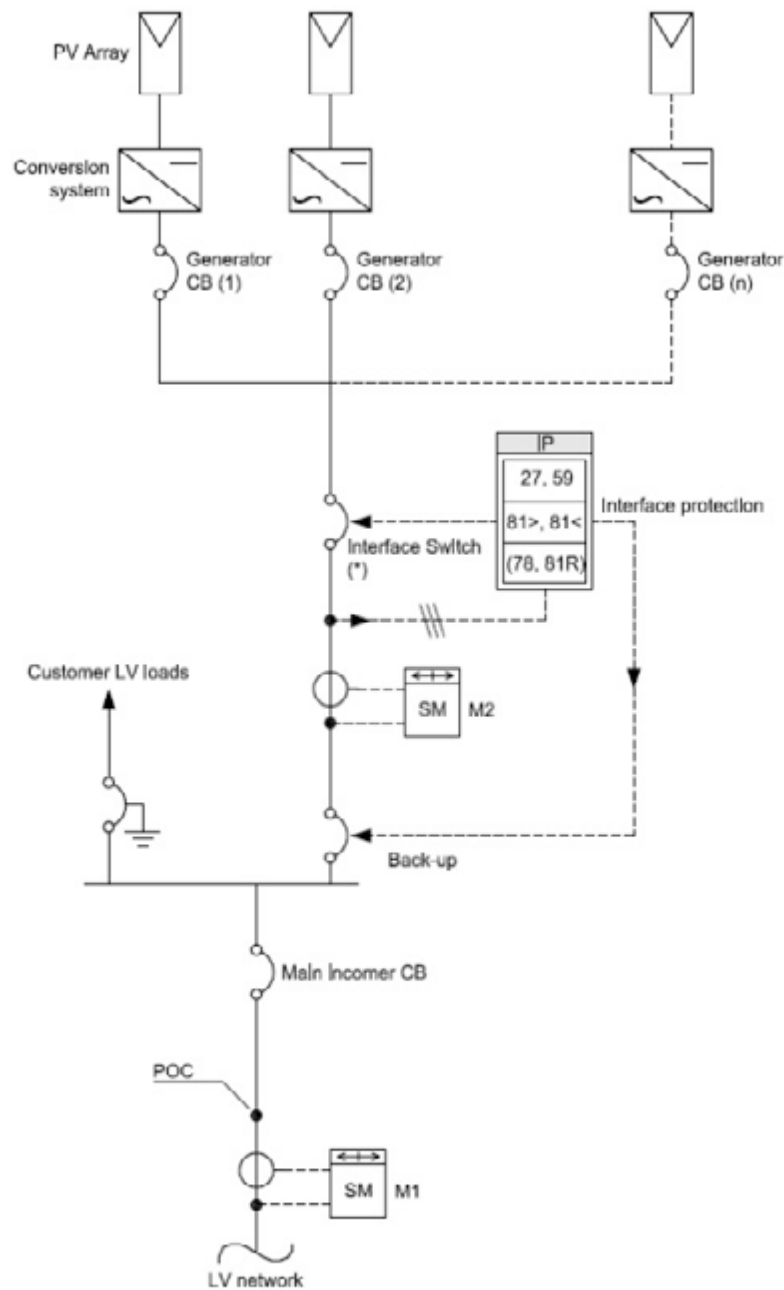 PV Array
Conversion
system
Generator
CB (1)
Generator
CB (2)
Generator
CB (n)
IP
27, 59
81>, 81<
(78, 81R)
Interface protection
Interface Switch
(*)
Customer LV loads
SM
M2
Back-up
Main Incomer CB
POC
SM
M1
LV network